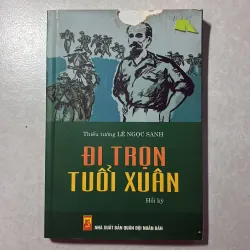 Thiếu tướng LÊ NGỌC SANH
ĐI TRỌN
TUỔI XUÂN
Hồi ký
NHÀ XUẤT BẢN QUÂN ĐỘI NHÂN DÂN